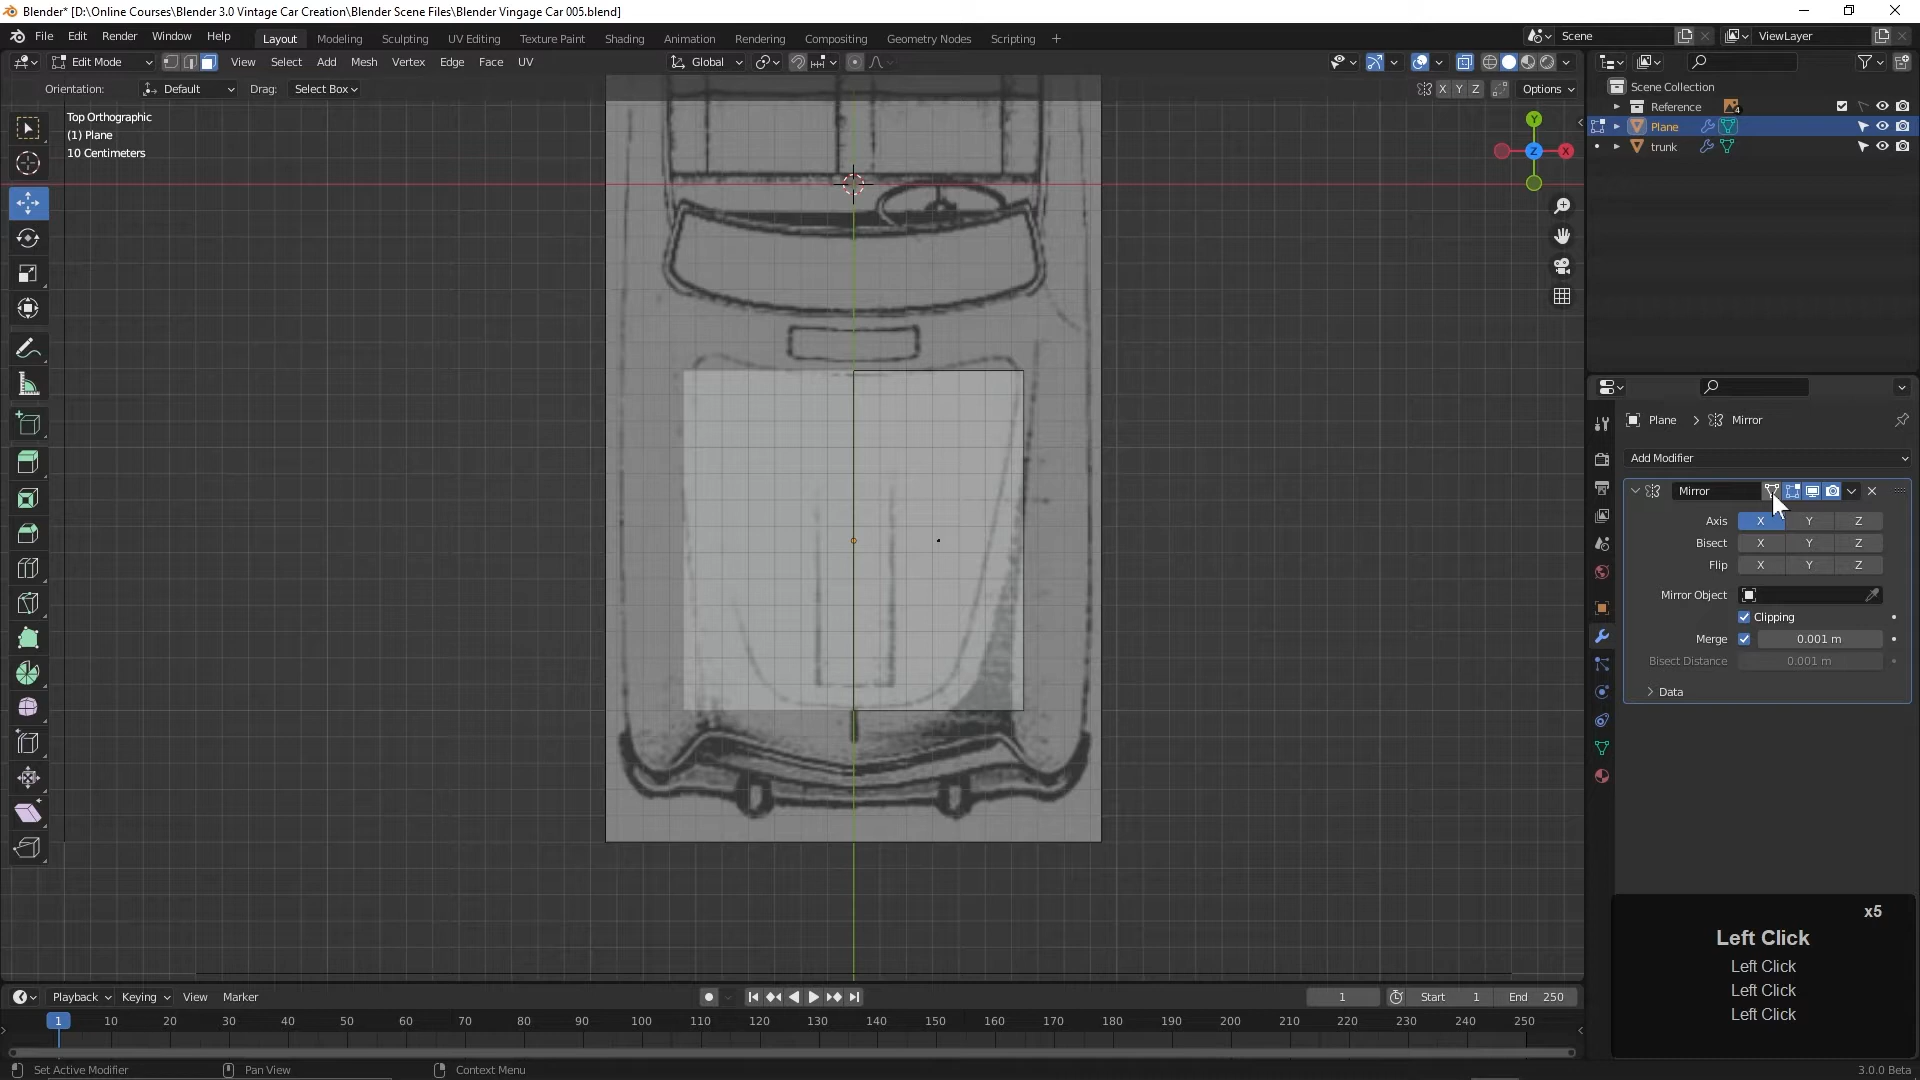 Blender* [D:\Online Courses\Blender 3.0 Vintage Car Creation\Blender Scene Files\Blender Vingage Car 005.blend]
File Edit Render Window Help Layout Modeling Sculpting UV Editing Texture Paint Shading Animation Rendering Compositing Geometry Nodes Scripting + Scene ViewLayer
Edit Mode View Select Add Mesh Vertex Edge Face UV Global
Orientation: Default Drag: Select Box X Y Z Options
Top Orthographic
(1) Plane
10 Centimeters
Y
Z X
Scene Collection
Reference 4
Plane
trunk
Plane > Mirror
Add Modifier
Mirror
Axis X Y Z
Bisect X Y Z
Flip X Y Z
Mirror Object
Clipping
Merge 0.001 m
Bisect Distance 0.001 m
Data
x5
Left Click
Left Click
Left Click
Left Click
Playback Keying View Marker 1 Start 1 End 250
1 10 20 30 40 50 60 70 80 90 100 110 120 130 140 150 160 170 180 190 200 210 220 230 240 250
Set Active Modifier Pan View Context Menu 3.0.0 Beta